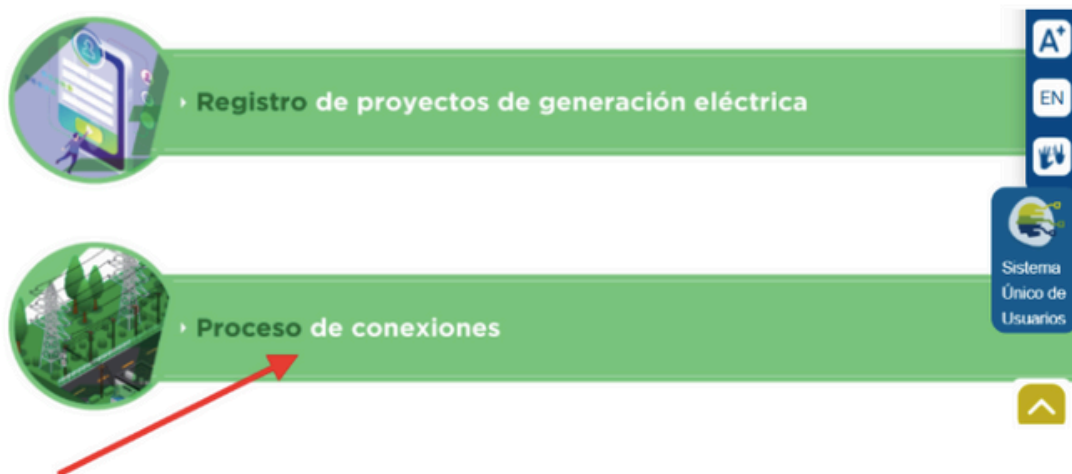 Registro de proyectos de generación eléctrica
A+
EN
Sistema
Único de
Usuarios
Proceso de conexiones